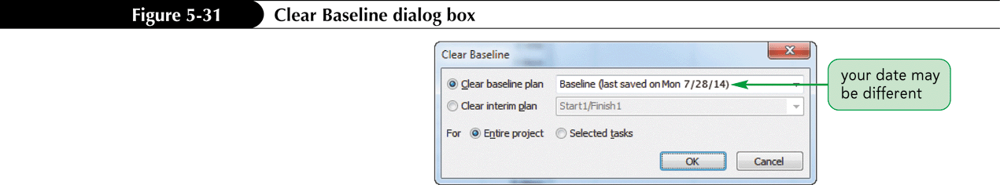 Figure 5-31 Clear Baseline dialog box
Clear Baseline
Clear baseline plan Baseline (last saved on Mon 7/28/14)
your date may
be different
Clear interim plan Start1/Finish1
For Entire project Selected tasks
OK Cancel